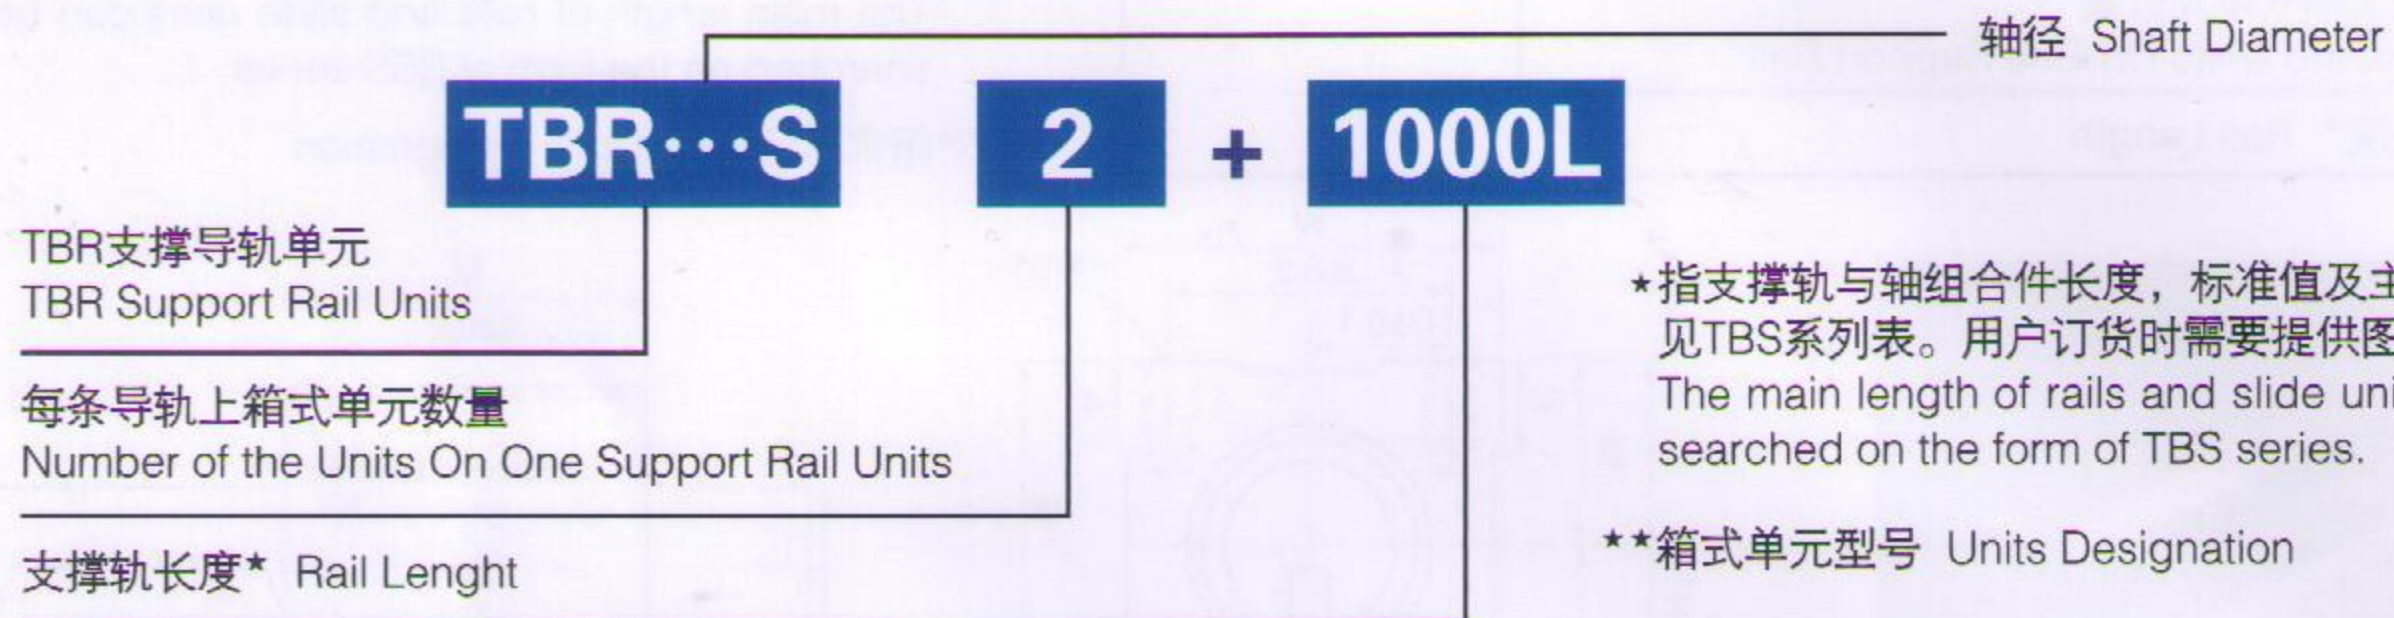 轴径 Shaft Diameter
TBR···S 2 + 1000L
TBR支撑导轨单元
TBR Support Rail Units
每条导轨上箱式单元数量
Number of the Units On One Support Rail Units
支撑轨长度★ Rail Lenght
★指支撑轨与轴组合件长度，标准值及主
见TBS系列表。用户订货时需要提供图
The main length of rails and slide uni
searched on the form of TBS series.
★★箱式单元型号 Units Designation